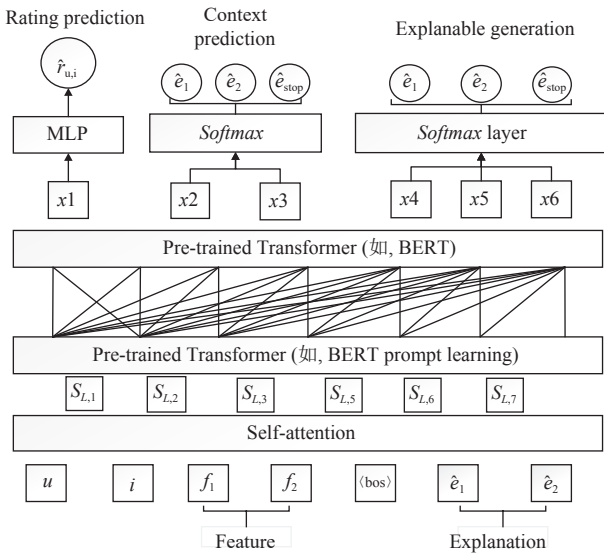 Rating prediction
Context
prediction
Explanable generation
r̂u,i
ê1
ê2
êstop
ê1
ê2
êstop
MLP
Softmax
Softmax layer
x1
x2
x3
x4
x5
x6
Pre-trained Transformer (如, BERT)
Pre-trained Transformer (如, BERT prompt learning)
SL,1
SL,2
SL,3
SL,5
SL,6
SL,7
Self-attention
u
i
f1
f2
⟨bos⟩
ê1
ê2
Feature
Explanation